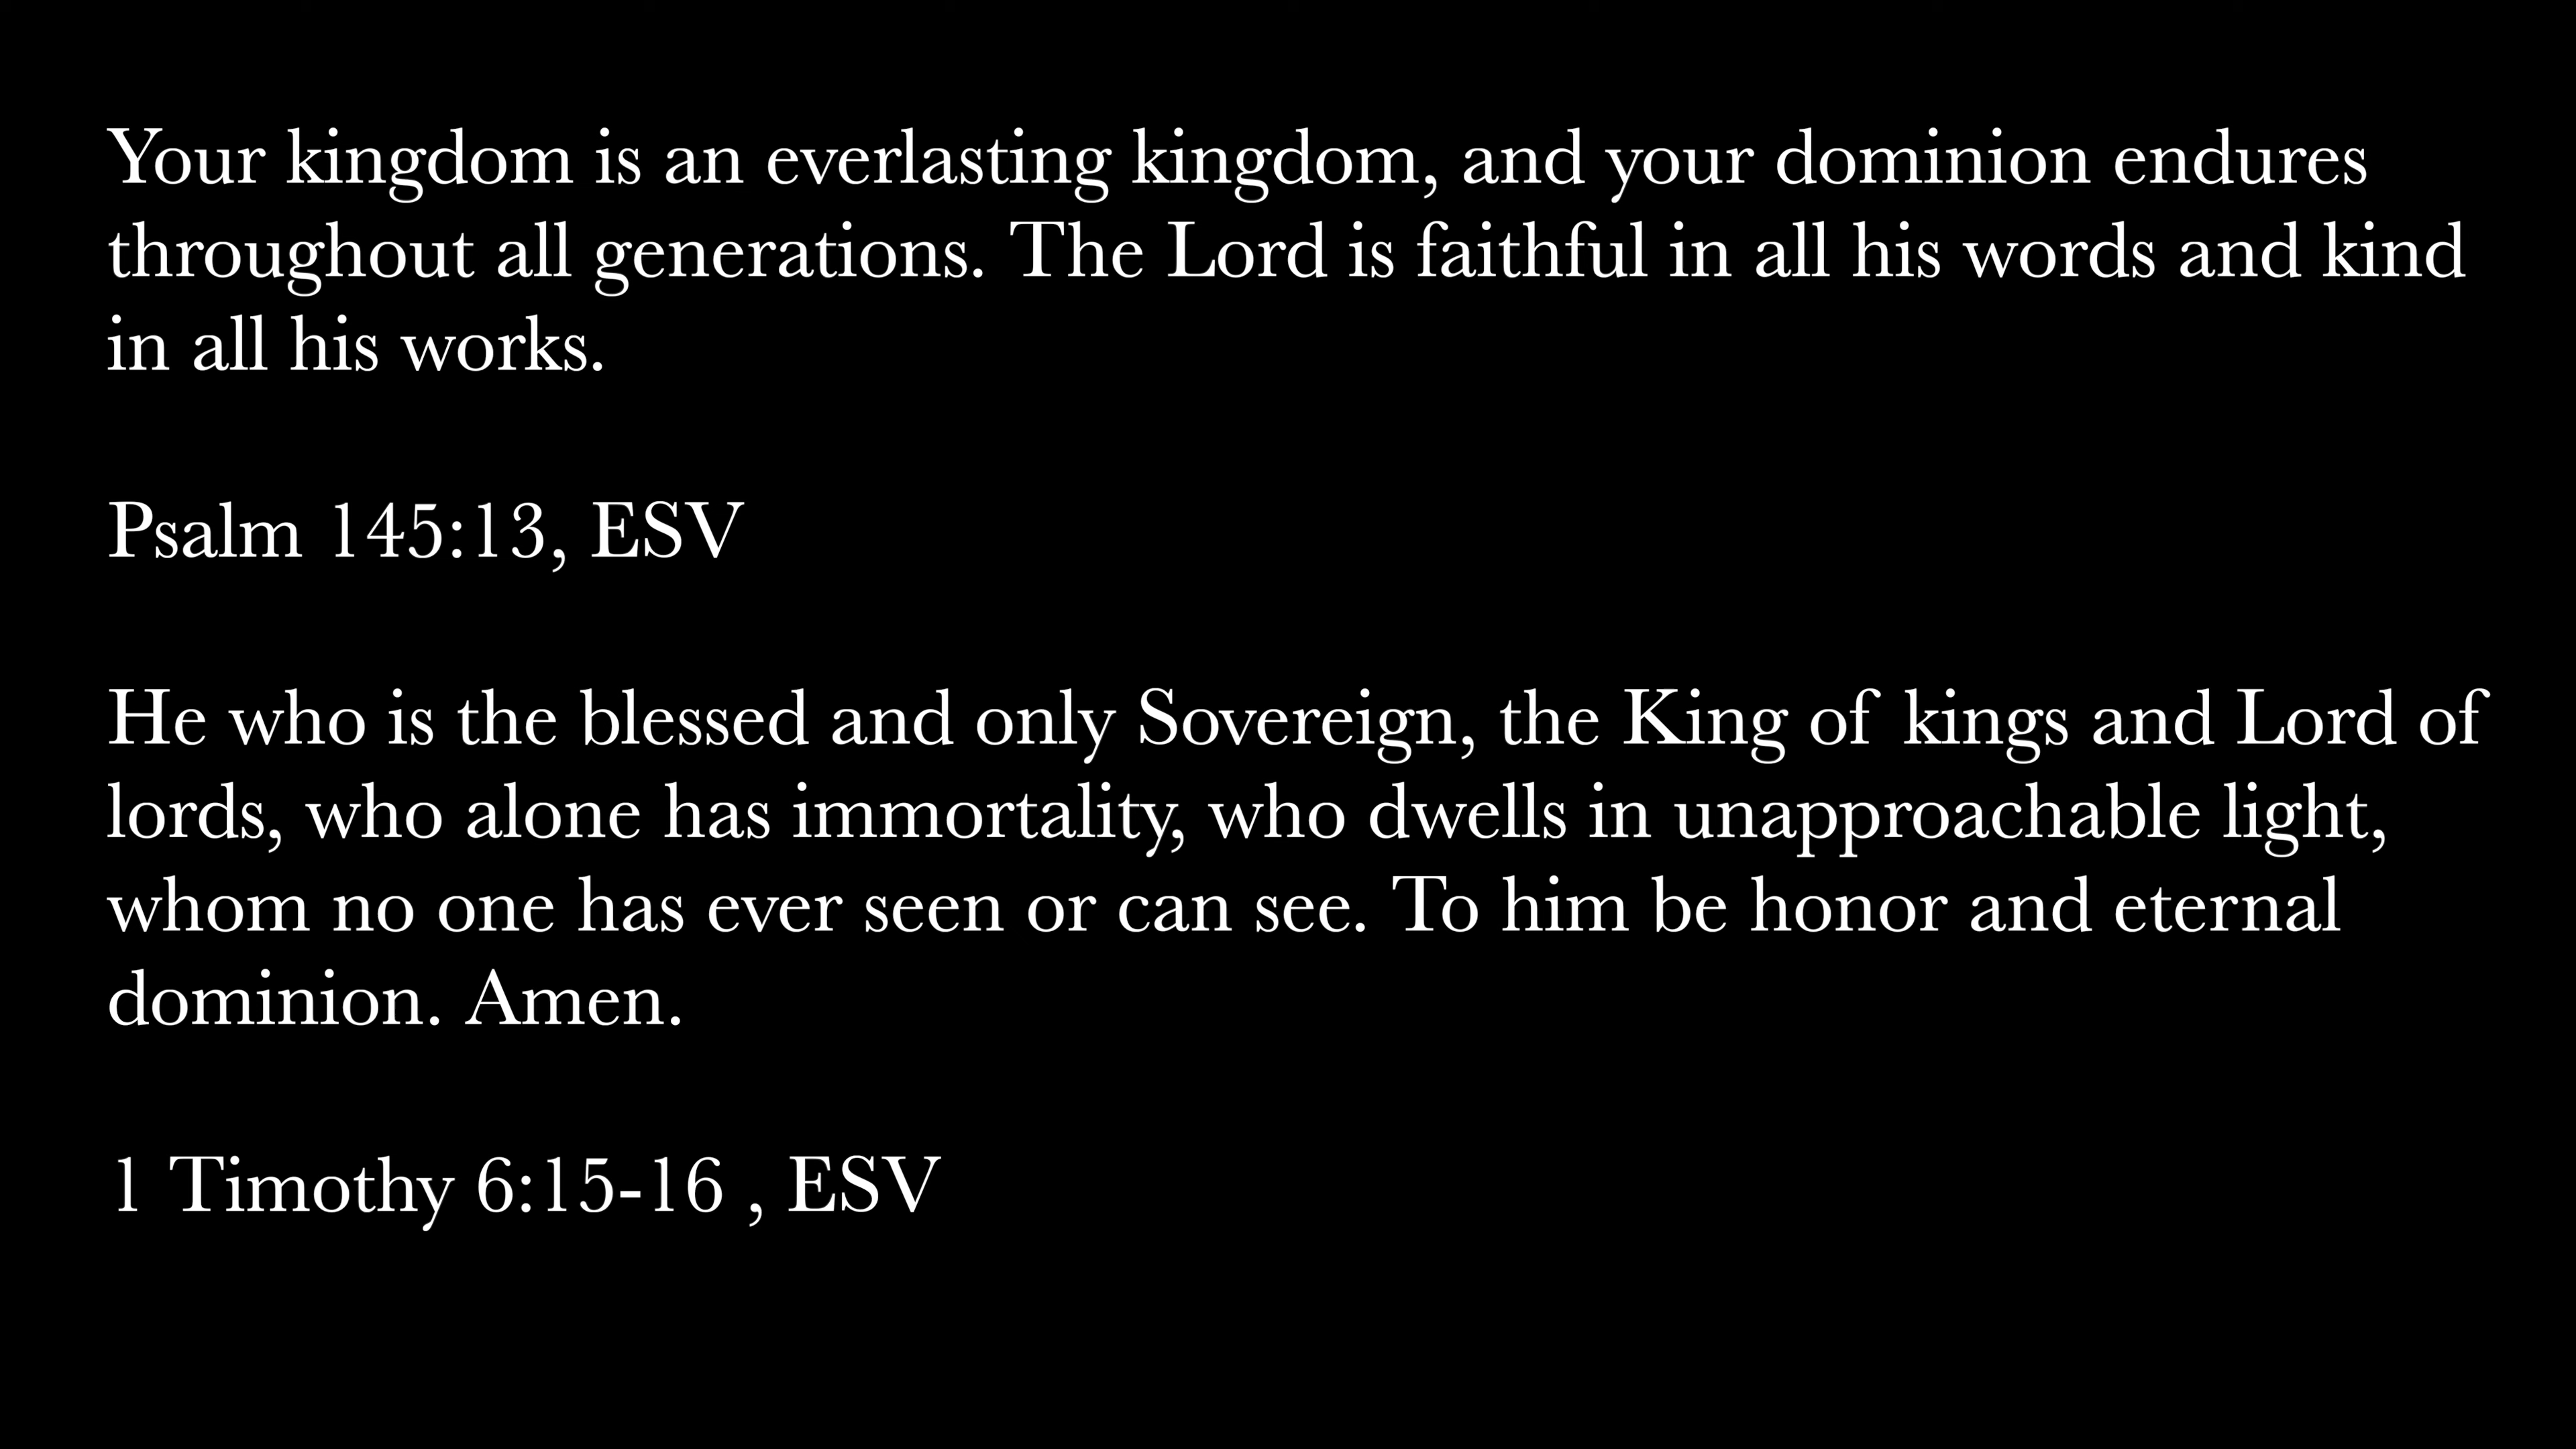 Your kingdom is an everlasting kingdom, and your dominion endures
throughout all generations. The Lord is faithful in all his words and kind
in all his works.
Psalm 145:13, ESV
He who is the blessed and only Sovereign, the King of kings and Lord of
lords, who alone has immortality, who dwells in unapproachable light,
whom no one has ever seen or can see. To him be honor and eternal
dominion. Amen.
1 Timothy 6:15-16 , ESV